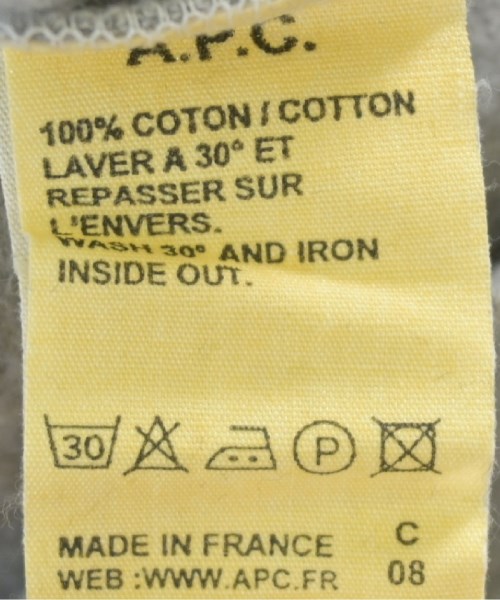 A.P.C.
100% COTON / COTTON
LAVER A 30° ET
REPASSER SUR
L'ENVERS.
WASH 30° AND IRON
INSIDE OUT.
30 P
MADE IN FRANCE C
WEB :WWW.APC.FR 08